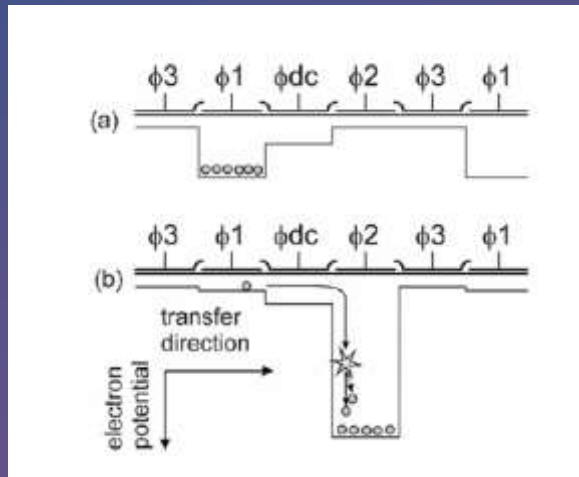 ϕ3 ϕ1 ϕdc ϕ2 ϕ3 ϕ1
(a)
ϕ3 ϕ1 ϕdc ϕ2 ϕ3 ϕ1
(b)
transfer
direction
electron
potential